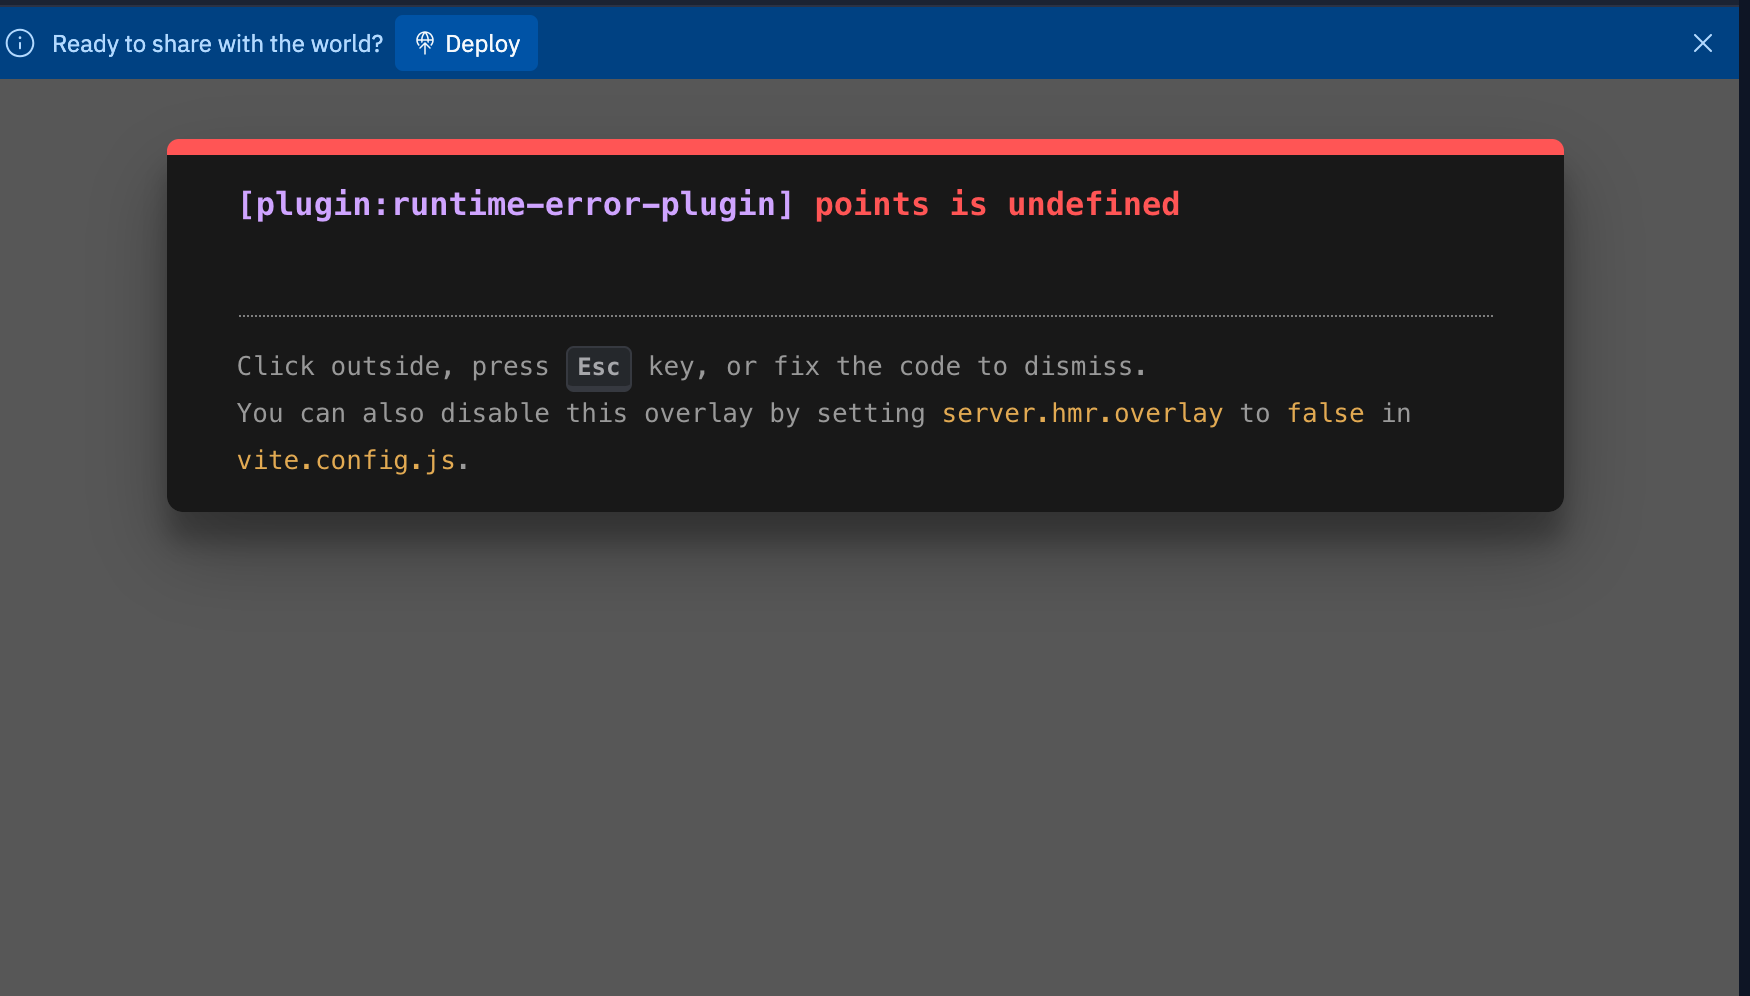 Ready to share with the world? Deploy
[plugin:runtime-error-plugin] points is undefined
Click outside, press Esc key, or fix the code to dismiss.
You can also disable this overlay by setting server.hmr.overlay to false in
vite.config.js.